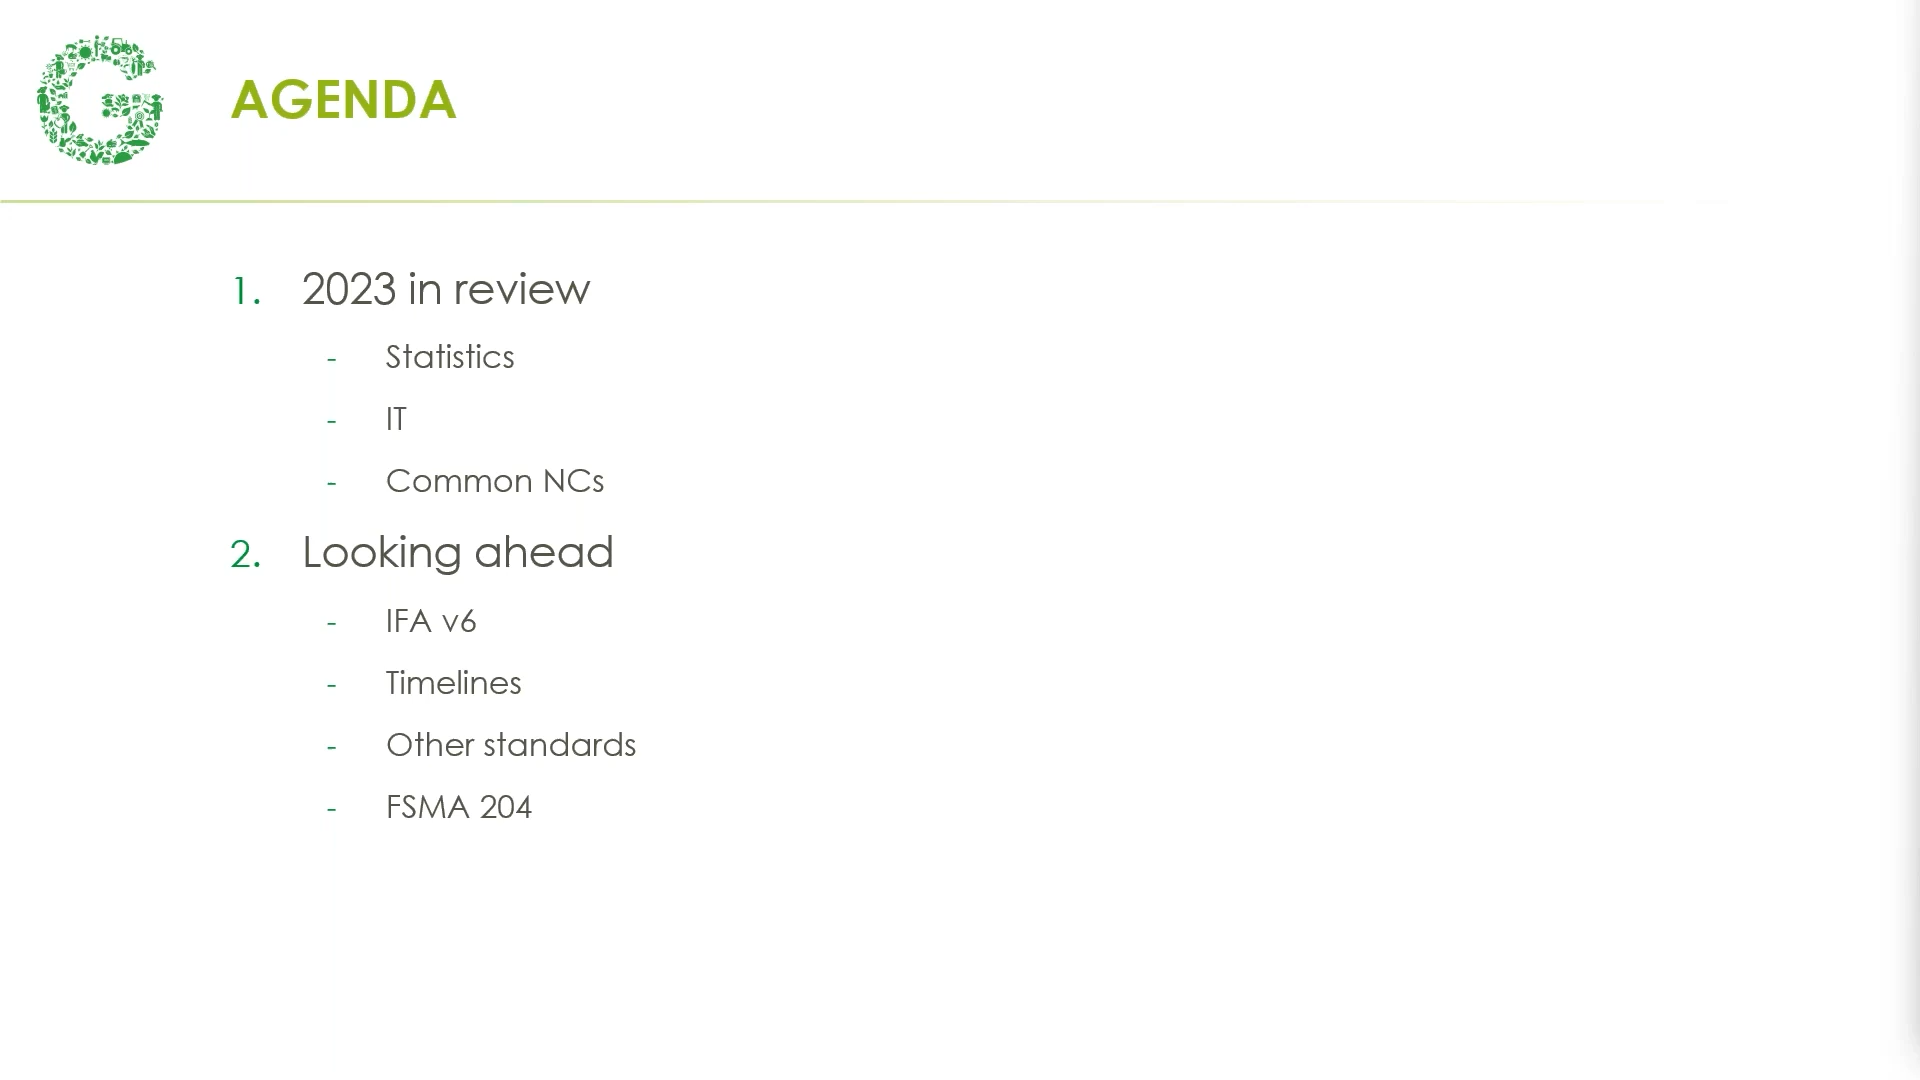 AGENDA
1. 2023 in review
- Statistics
- IT
- Common NCs
2. Looking ahead
- IFA v6
- Timelines
- Other standards
- FSMA 204